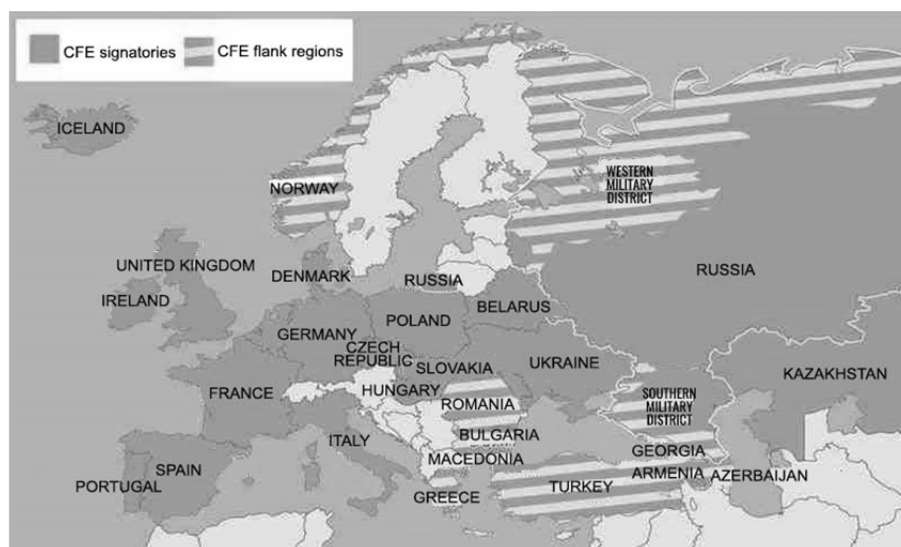 CFE signatories
CFE flank regions
ICELAND
NORWAY
WESTERN
MILITARY
DISTRICT
UNITED KINGDOM
DENMARK
RUSSIA
RUSSIA
IRELAND
BELARUS
GERMANY
POLAND
CZECH
REPUBLIC
UKRAINE
SLOVAKIA
KAZAKHSTAN
FRANCE
HUNGARY
ROMANIA
SOUTHERN
MILITARY
DISTRICT
ITALY
BULGARIA
GEORGIA
MACEDONIA
SPAIN
ARMENIA
AZERBAIJAN
PORTUGAL
GREECE
TURKEY